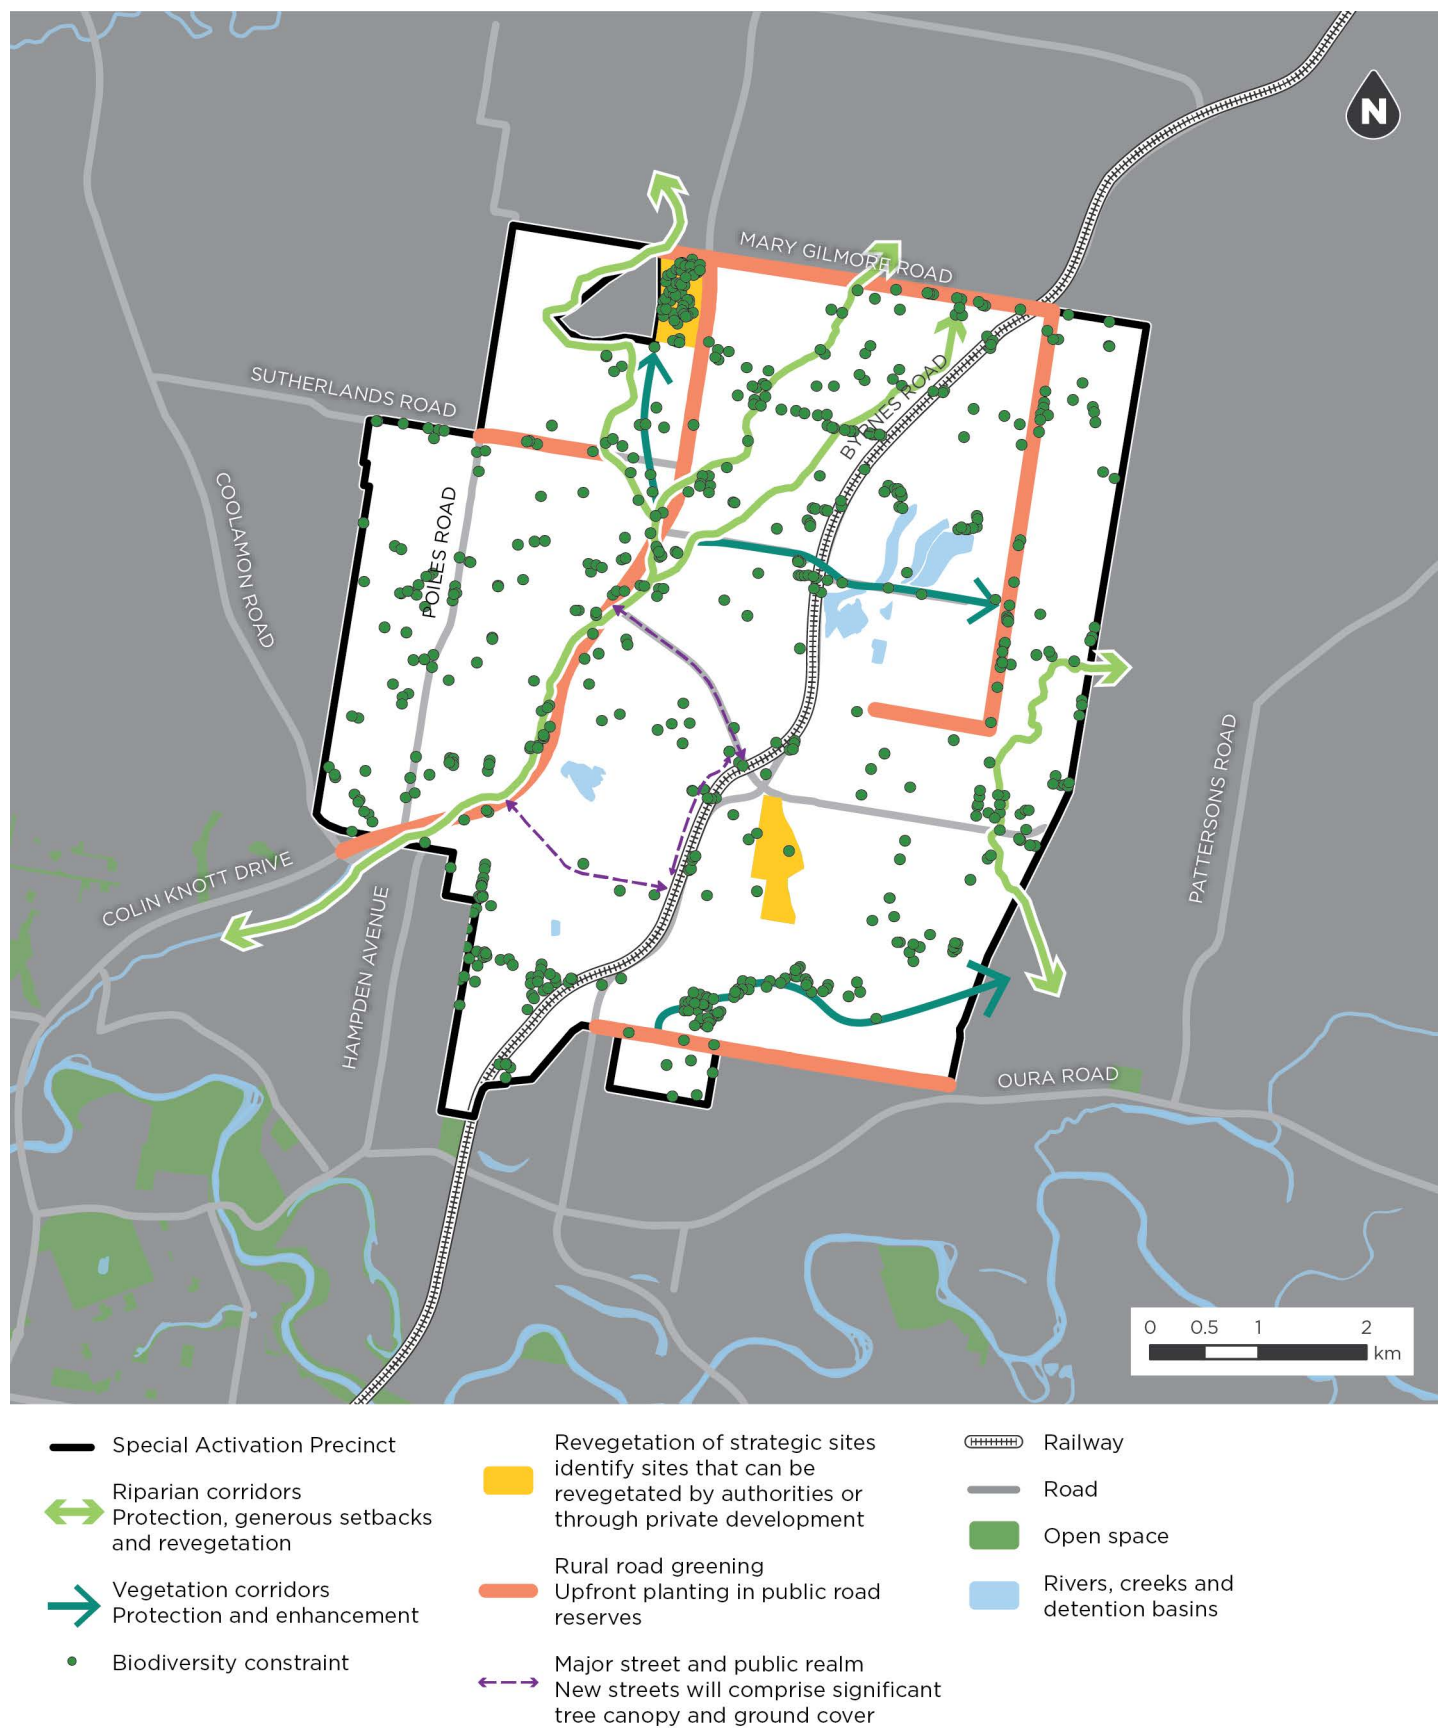 N
MARY GILMORE ROAD
BYRNES ROAD
SUTHERLANDS ROAD
COOLAMON ROAD
POILES ROAD
PATTERSONS ROAD
COLIN KNOTT DRIVE
HAMPDEN AVENUE
OURA ROAD
0 0.5 1 2
km
Special Activation Precinct
Riparian corridors
Protection, generous setbacks
and revegetation
Vegetation corridors
Protection and enhancement
Biodiversity constraint
Revegetation of strategic sites
identify sites that can be
revegetated by authorities or
through private development
Rural road greening
Upfront planting in public road
reserves
Major street and public realm
New streets will comprise significant
tree canopy and ground cover
Railway
Road
Open space
Rivers, creeks and
detention basins